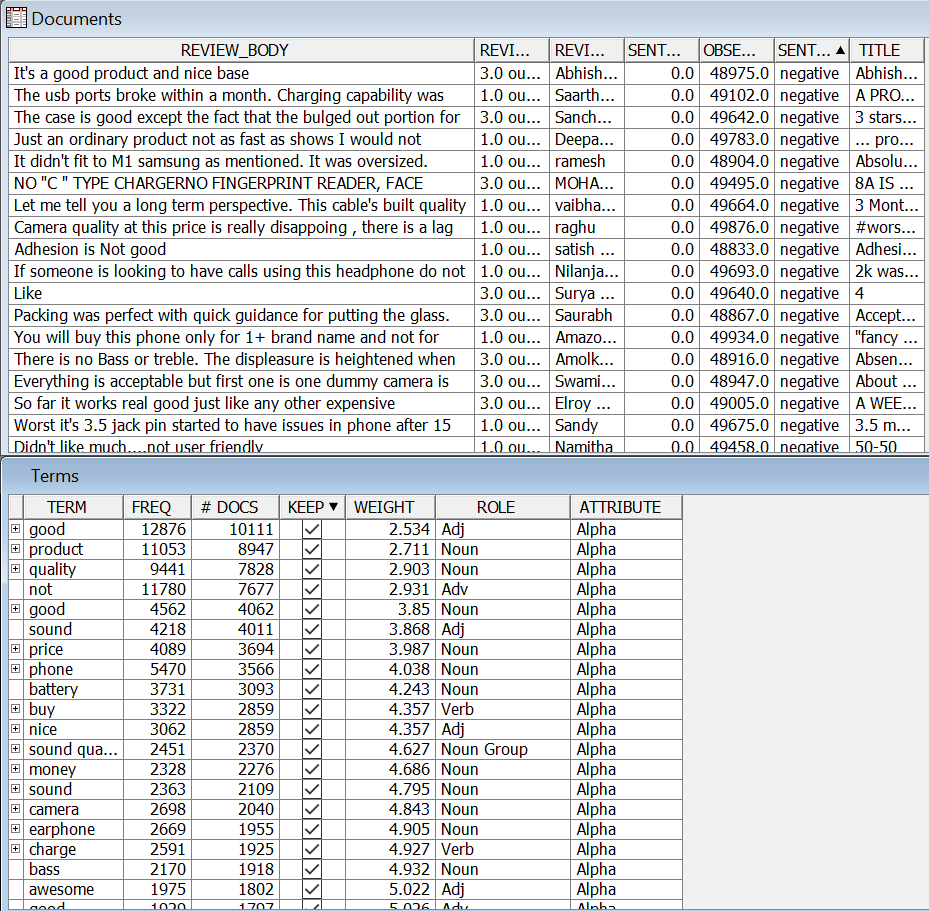 Documents
REVIEW_BODY REVI... REVI... SENT... OBSE... SENT... ▲ TITLE
It's a good product and nice base 3.0 ou... Abhish... 0.0 48975.0 negative Abhish...
The usb ports broke within a month. Charging capability was 1.0 ou... Saarth... 0.0 49102.0 negative A PRO...
The case is good except the fact that the bulged out portion for 3.0 ou... Sanch... 0.0 49642.0 negative 3 stars...
Just an ordinary product not as fast as shows I would not 1.0 ou... Deepa... 0.0 49783.0 negative ... pro...
It didn't fit to M1 samsung as mentioned. It was oversized. 1.0 ou... ramesh 0.0 48904.0 negative Absolu...
NO "C " TYPE CHARGERNO FINGERPRINT READER, FACE 3.0 ou... MOHA... 0.0 49495.0 negative 8A IS ...
Let me tell you a long term perspective. This cable's built quality 1.0 ou... vaibha... 0.0 49664.0 negative 3 Mont...
Camera quality at this price is really disappoing , there is a lag 1.0 ou... raghu 0.0 49876.0 negative #wors...
Adhesion is Not good 1.0 ou... satish ... 0.0 48833.0 negative Adhesi...
If someone is looking to have calls using this headphone do not 1.0 ou... Nilanja... 0.0 49693.0 negative 2k was...
Like 3.0 ou... Surya ... 0.0 49640.0 negative 4
Packing was perfect with quick guidance for putting the glass. 3.0 ou... Saurabh 0.0 48867.0 negative Accept...
You will buy this phone only for 1+ brand name and not for 1.0 ou... Amazo... 0.0 49934.0 negative "fancy ...
There is no Bass or treble. The displeasure is heightened when 3.0 ou... Amolk... 0.0 48916.0 negative Absen...
Everything is acceptable but first one is one dummy camera is 3.0 ou... Swami... 0.0 48947.0 negative About ...
So far it works real good just like any other expensive 3.0 ou... Elroy ... 0.0 49005.0 negative A WEE...
Worst it's 3.5 jack pin started to have issues in phone after 15 1.0 ou... Sandy 0.0 49675.0 negative 3.5 m...
Didn't like much....not user friendly 1.0 ou... Namitha 0.0 49458.0 negative 50-50
Terms
TERM FREQ # DOCS KEEP ▼ WEIGHT ROLE ATTRIBUTE
good 12876 10111 2.534 Adj Alpha
product 11053 8947 2.711 Noun Alpha
quality 9441 7828 2.903 Noun Alpha
not 11780 7677 2.931 Adv Alpha
good 4562 4062 3.85 Noun Alpha
sound 4218 4011 3.868 Adj Alpha
price 4089 3694 3.987 Noun Alpha
phone 5470 3566 4.038 Noun Alpha
battery 3731 3093 4.243 Noun Alpha
buy 3322 2859 4.357 Verb Alpha
nice 3062 2859 4.357 Adj Alpha
sound qua... 2451 2370 4.627 Noun Group Alpha
money 2328 2276 4.686 Noun Alpha
sound 2363 2109 4.795 Noun Alpha
camera 2698 2040 4.843 Noun Alpha
earphone 2669 1955 4.905 Noun Alpha
charge 2591 1925 4.927 Verb Alpha
bass 2170 1918 4.932 Noun Alpha
awesome 1975 1802 5.022 Adj Alpha
good 1929 1797 5.026 Adv Alpha